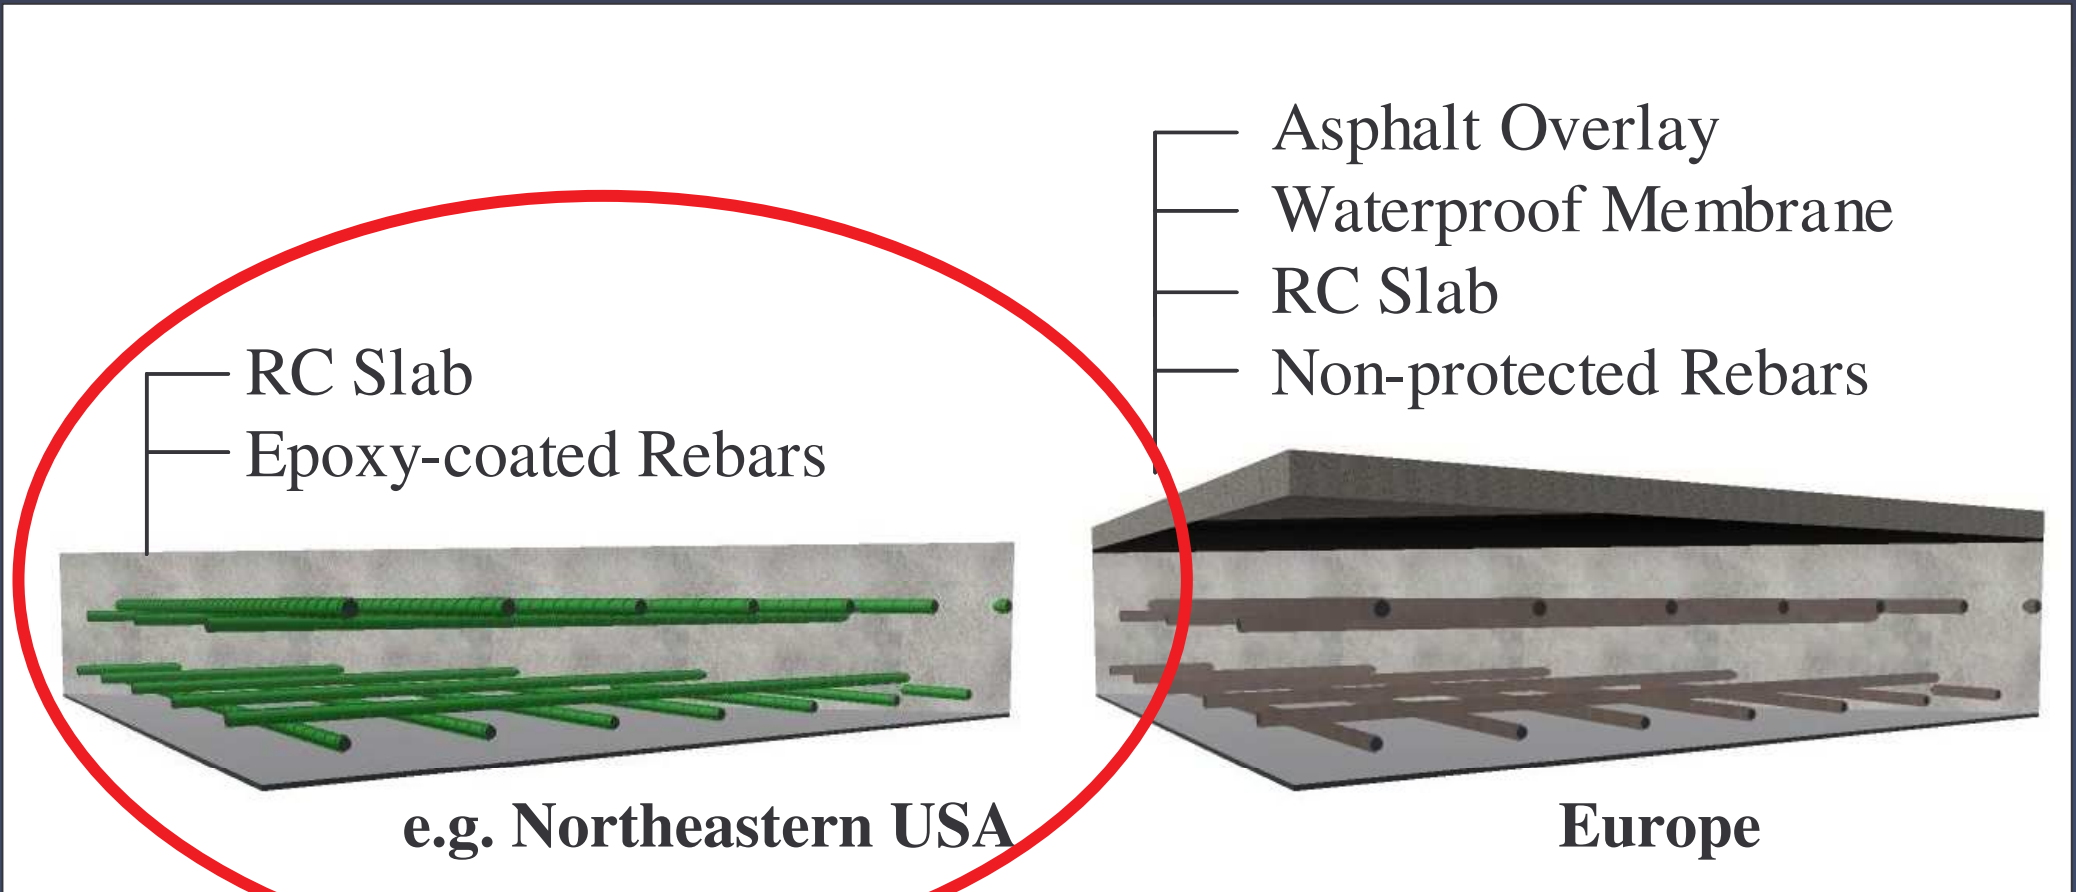 RC Slab
Epoxy-coated Rebars
e.g. Northeastern USA
Asphalt Overlay
Waterproof Membrane
RC Slab
Non-protected Rebars
Europe